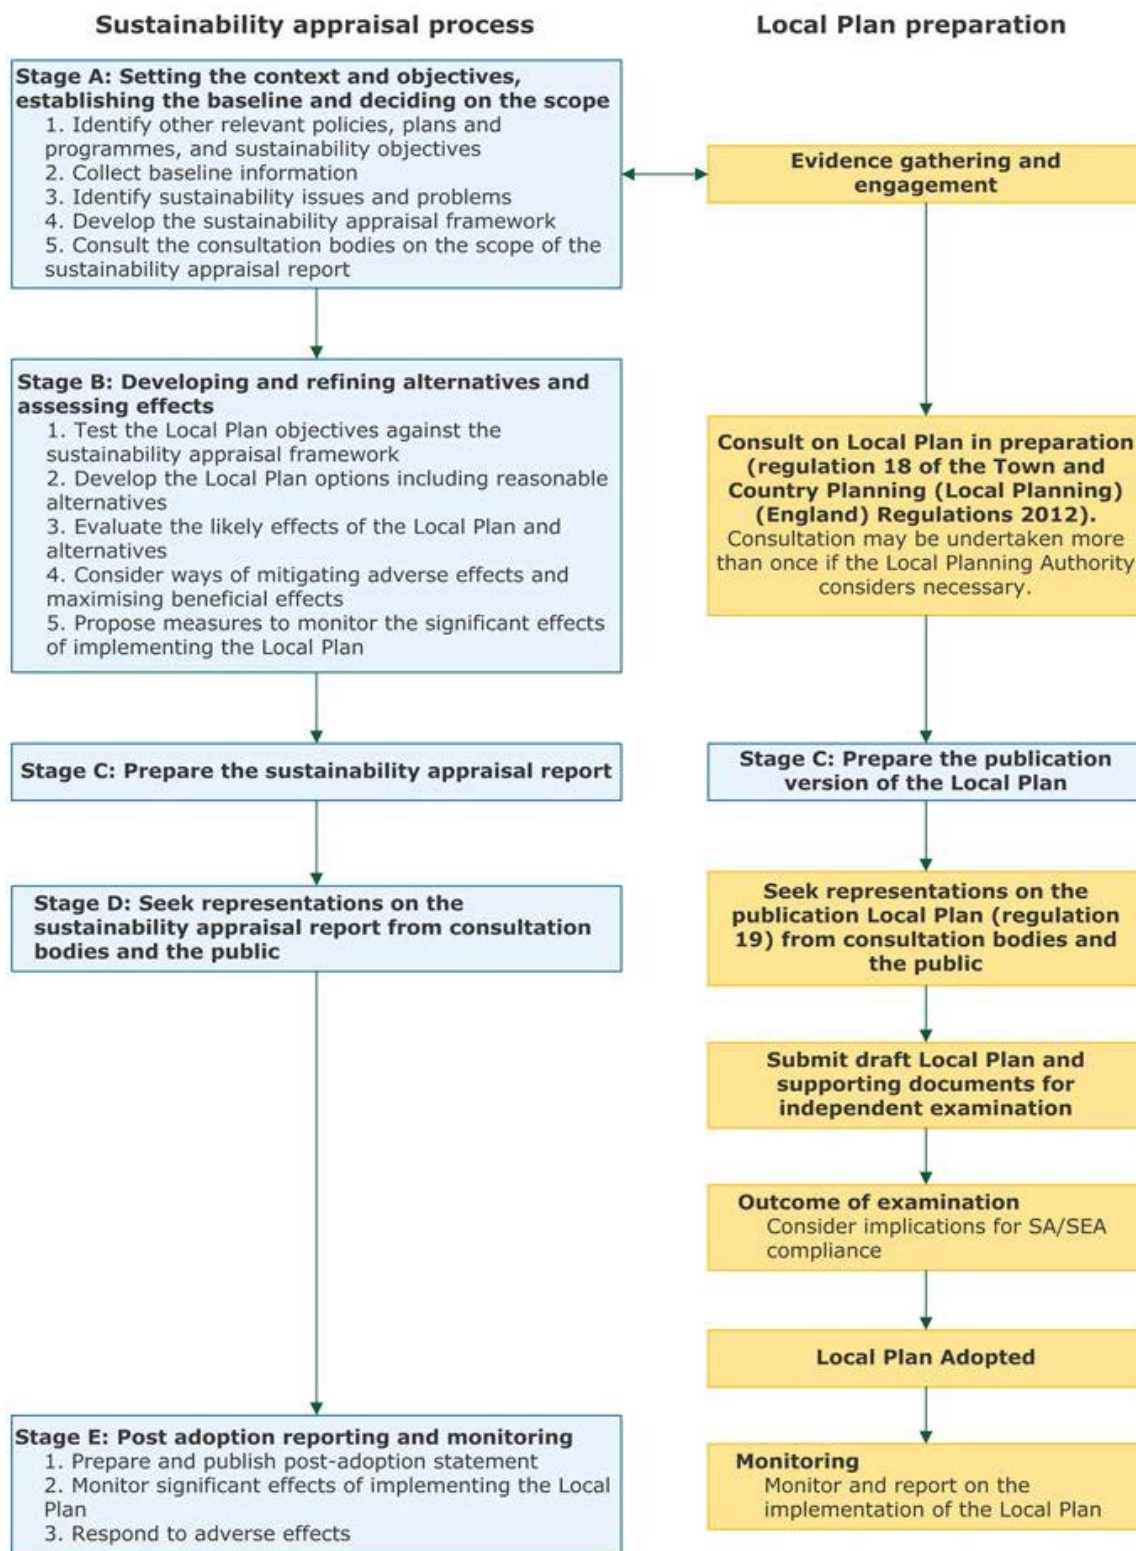 Sustainability appraisal process
Local Plan preparation
Stage A: Setting the context and objectives,
establishing the baseline and deciding on the scope
1. Identify other relevant policies, plans and
programmes, and sustainability objectives
2. Collect baseline information
3. Identify sustainability issues and problems
4. Develop the sustainability appraisal framework
5. Consult the consultation bodies on the scope of the
sustainability appraisal report
Evidence gathering and
engagement
Stage B: Developing and refining alternatives and
assessing effects
1. Test the Local Plan objectives against the
sustainability appraisal framework
2. Develop the Local Plan options including reasonable
alternatives
3. Evaluate the likely effects of the Local Plan and
alternatives
4. Consider ways of mitigating adverse effects and
maximising beneficial effects
5. Propose measures to monitor the significant effects
of implementing the Local Plan
Consult on Local Plan in preparation
(regulation 18 of the Town and
Country Planning (Local Planning)
(England) Regulations 2012).
Consultation may be undertaken more
than once if the Local Planning Authority
considers necessary.
Stage C: Prepare the sustainability appraisal report
Stage C: Prepare the publication
version of the Local Plan
Stage D: Seek representations on the
sustainability appraisal report from consultation
bodies and the public
Seek representations on the
publication Local Plan (regulation
19) from consultation bodies and
the public
Submit draft Local Plan and
supporting documents for
independent examination
Outcome of examination
Consider implications for SA/SEA
compliance
Local Plan Adopted
Stage E: Post adoption reporting and monitoring
1. Prepare and publish post-adoption statement
2. Monitor significant effects of implementing the Local
Plan
3. Respond to adverse effects
Monitoring
Monitor and report on the
implementation of the Local Plan